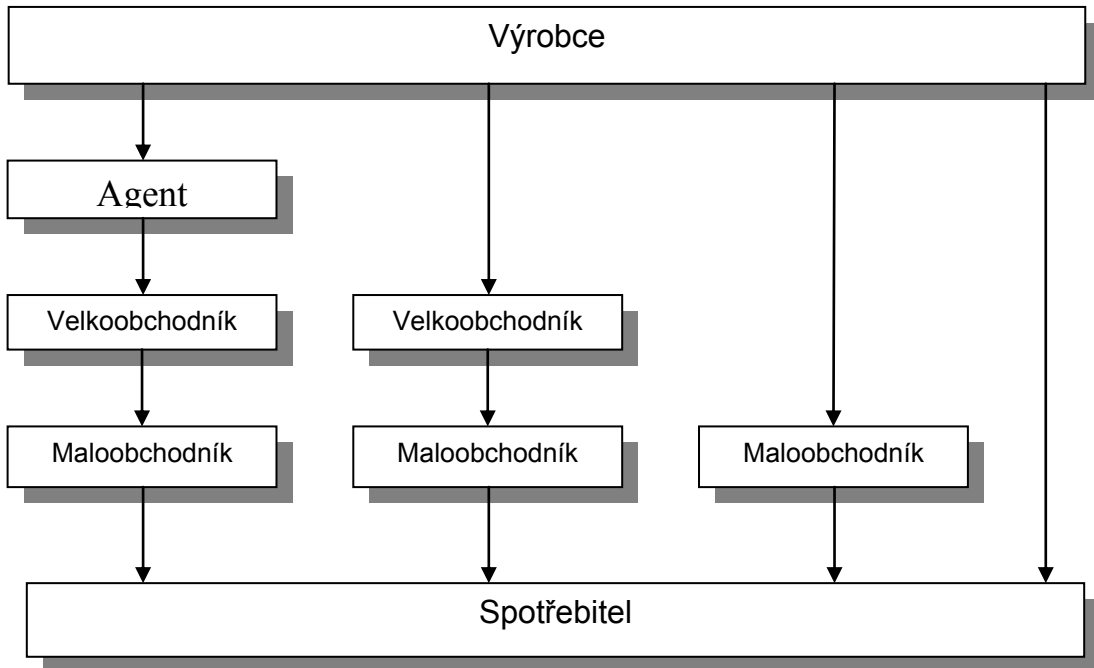 Výrobce
Agent
Velkoobchodník
Velkoobchodník
Maloobchodník
Maloobchodník
Maloobchodník
Spotřebitel